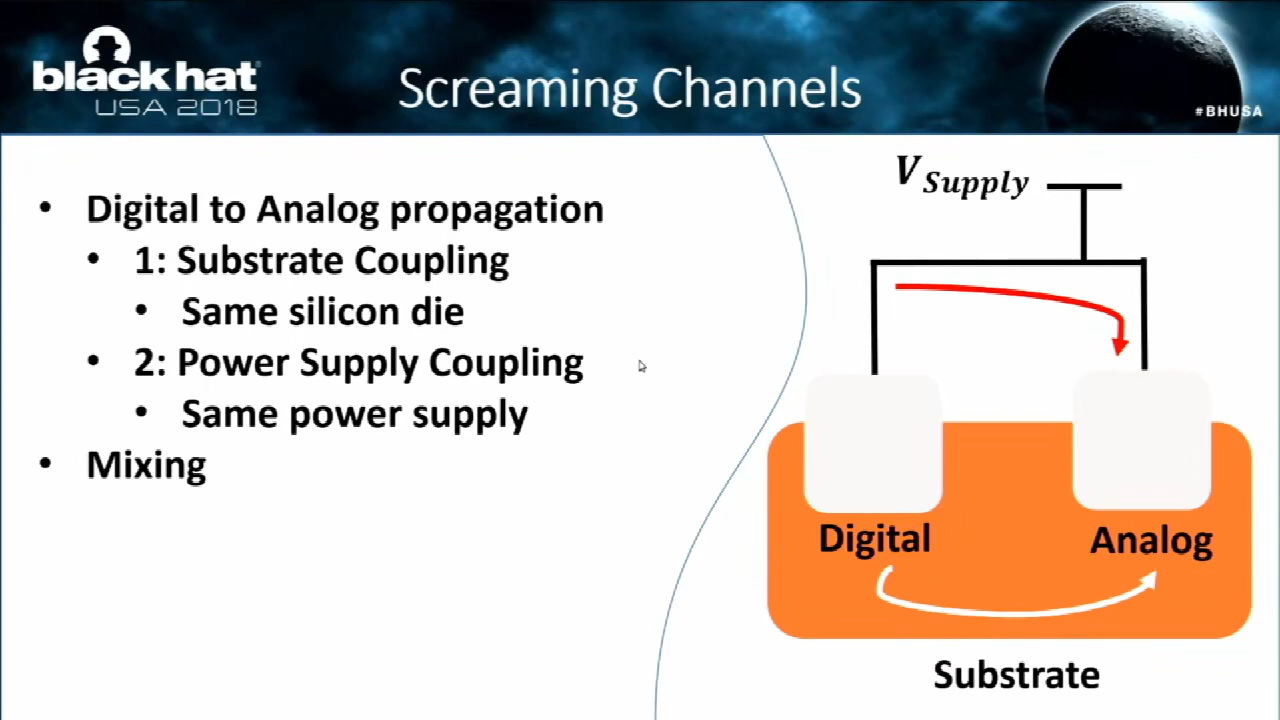 black hat
USA 2018
Screaming Channels
#BHUSA
• Digital to Analog propagation
• 1: Substrate Coupling
• Same silicon die
• 2: Power Supply Coupling
• Same power supply
• Mixing
V Supply
Digital
Analog
Substrate